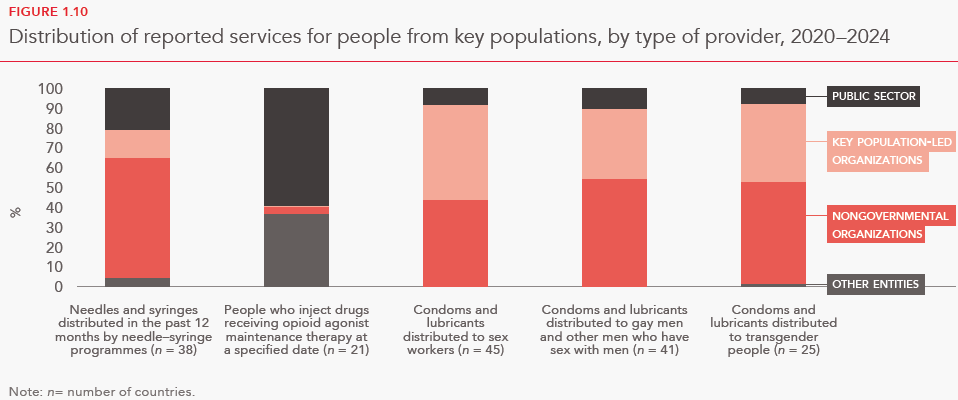 FIGURE 1.10
Distribution of reported services for people from key populations, by type of provider, 2020–2024
100
90
80
70
60
50
40
30
20
10
0
%
PUBLIC SECTOR
KEY POPULATION-LED
ORGANIZATIONS
NONGOVERNMENTAL
ORGANIZATIONS
OTHER ENTITIES
Needles and syringes
distributed in the past 12
months by needle–syringe
programmes (n = 38)
People who inject drugs
receiving opioid agonist
maintenance therapy at
a specified date (n = 21)
Condoms and
lubricants
distributed to sex
workers (n = 45)
Condoms and lubricants
distributed to gay men
and other men who have
sex with men (n = 41)
Condoms and
lubricants distributed
to transgender
people (n = 25)
Note: n= number of countries.